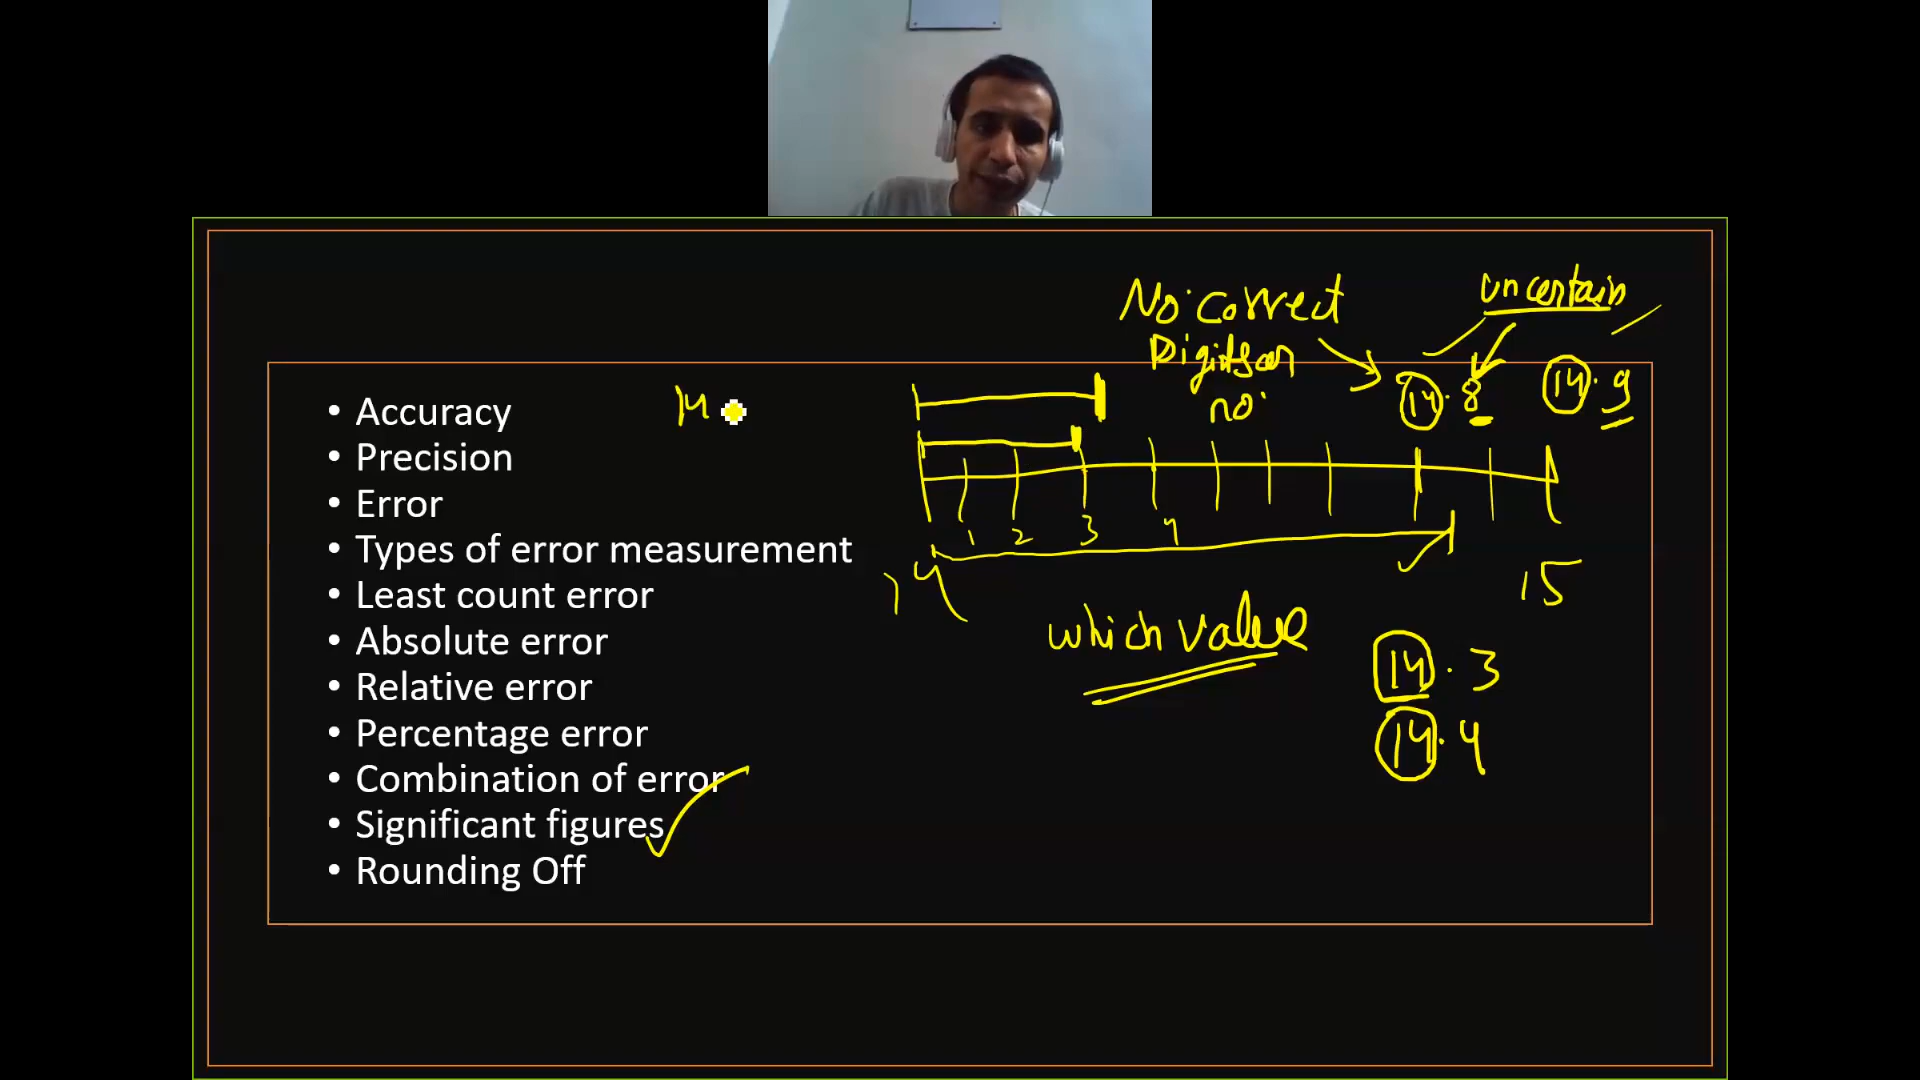 • Accuracy
• Precision
• Error
• Types of error measurement
• Least count error
• Absolute error
• Relative error
• Percentage error
• Combination of error
• Significant figures
• Rounding Off
14
No. Correct
no.
uncertain
14.8
14.9
1 2 3 4
14
15
which value
14.3
14.4